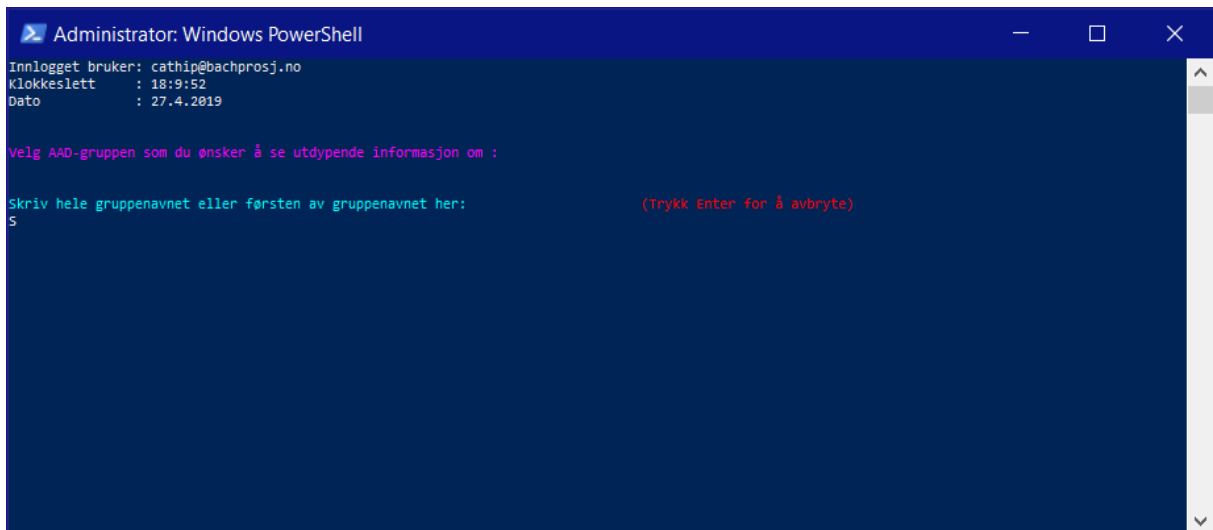 Administrator: Windows PowerShell
Innlogget bruker: cathip@bachprosj.no
Klokkeslett : 18:9:52
Dato : 27.4.2019
Velg AAD-gruppen som du ønsker å se utdypende informasjon om :
Skriv hele gruppenavnet eller førsten av gruppenavnet her: (Trykk Enter for å avbryte)
S